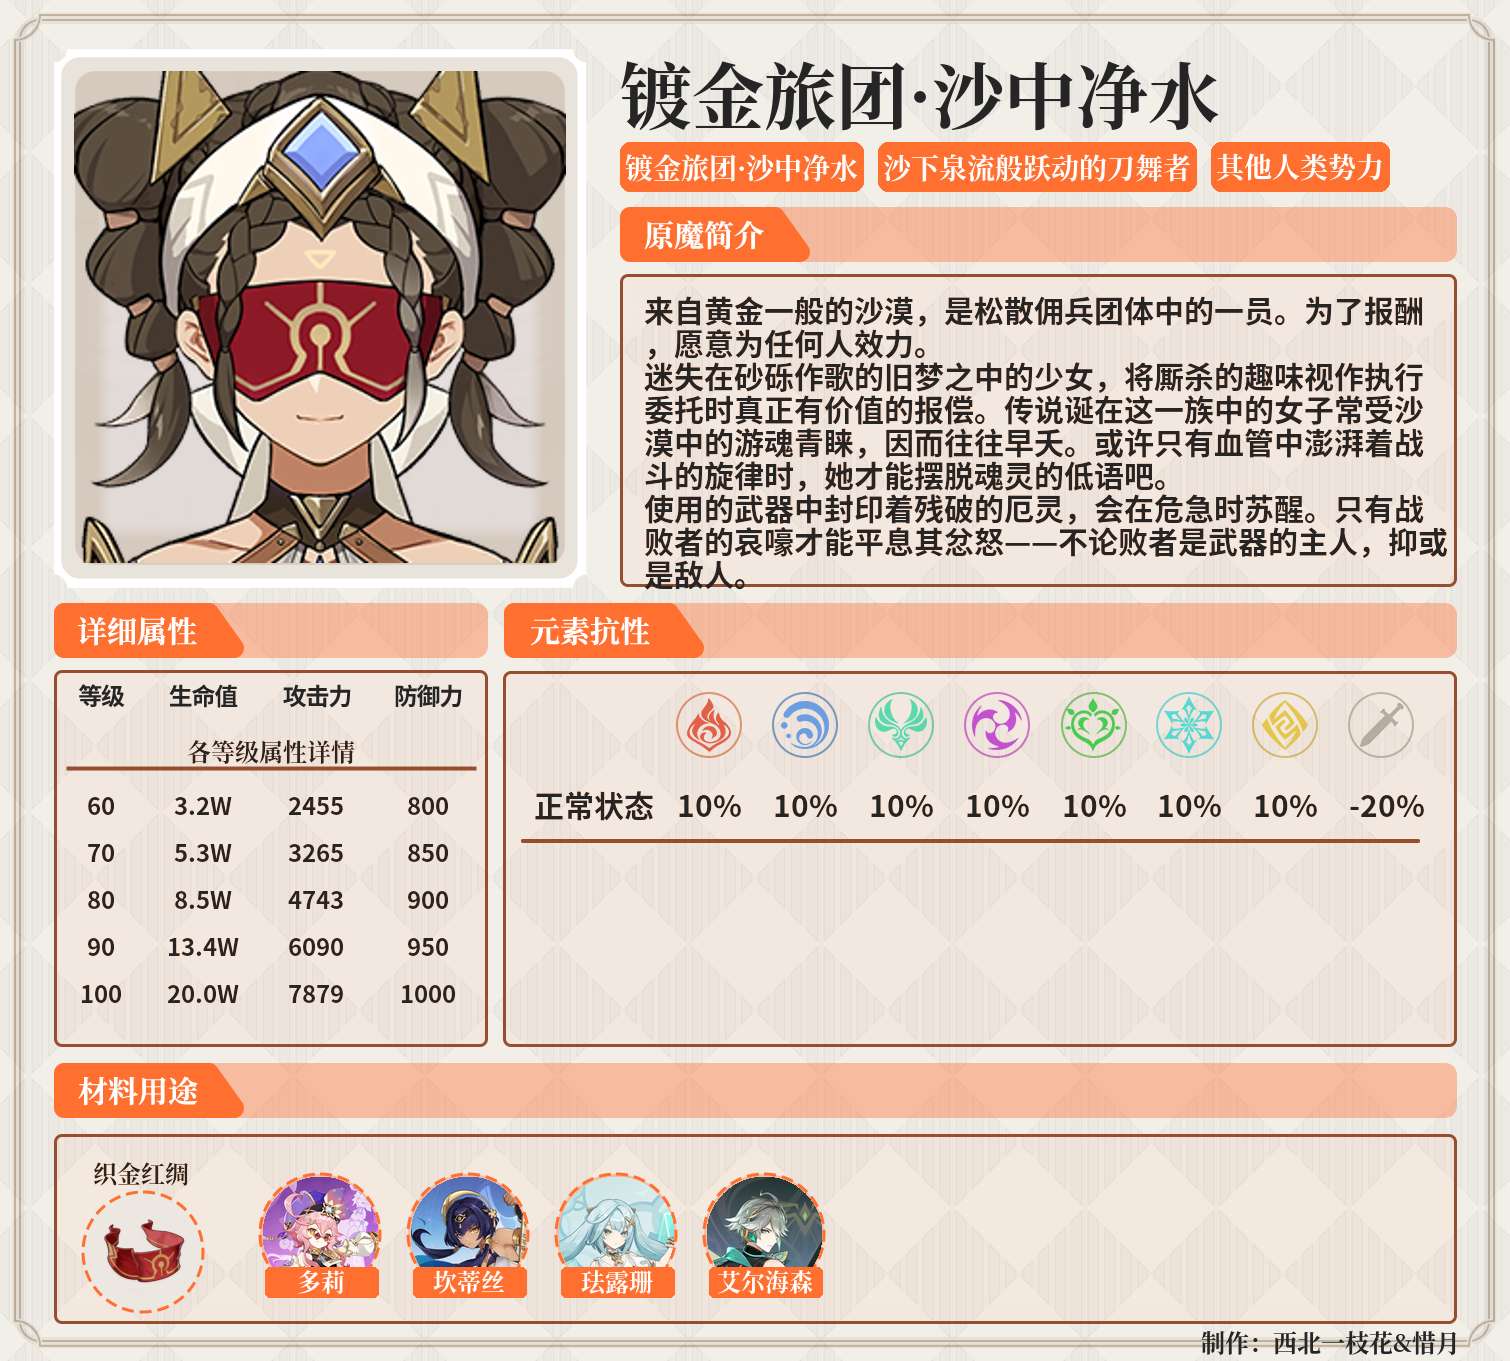 镀金旅团·沙中净水
镀金旅团·沙中净水 沙下泉流般跃动的刀舞者 其他人类势力
原魔简介
来自黄金一般的沙漠，是松散佣兵团体中的一员。为了报酬
，愿意为任何人效力。
迷失在砂砾作歌的旧梦之中的少女，将厮杀的趣味视作执行
委托时真正有价值的报偿。传说诞在这一族中的女子常受沙
漠中的游魂青睐，因而往往早夭。或许只有血管中澎湃着战
斗的旋律时，她才能摆脱魂灵的低语吧。
使用的武器中封印着残破的厄灵，会在危急时苏醒。只有战
败者的哀嚎才能平息其忿怒——不论败者是武器的主人，抑或
是敌人。
详细属性
等级 生命值 攻击力 防御力
各等级属性详情
60 3.2W 2455 800
70 5.3W 3265 850
80 8.5W 4743 900
90 13.4W 6090 950
100 20.0W 7879 1000
元素抗性
正常状态 10% 10% 10% 10% 10% 10% 10% -20%
材料用途
织金红绸
多莉 坎蒂丝 珐露珊 艾尔海森
制作：西北一枝花&惜月